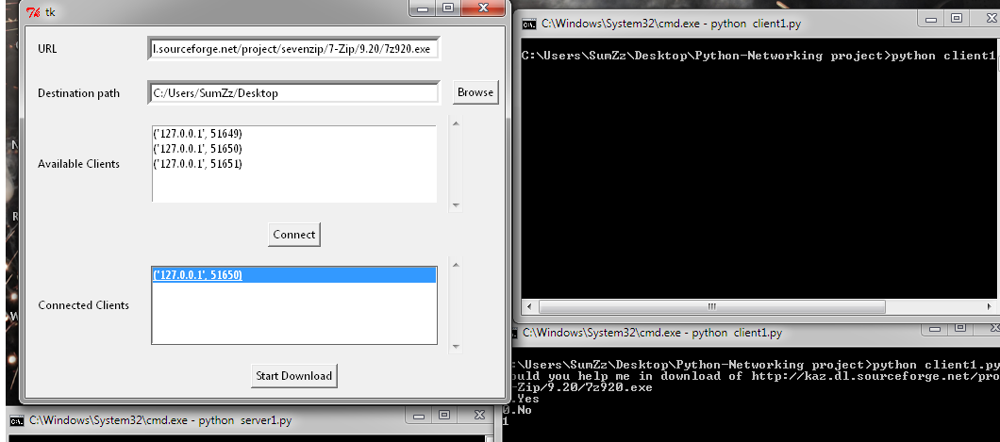 tk
URL
l.sourceforge.net/project/sevenzip/7-Zip/9.20/7z920.exe
Destination path
C:/Users/SumZz/Desktop
Browse
Available Clients
('127.0.0.1', 51649)
('127.0.0.1', 51650)
('127.0.0.1', 51651)
Connect
Connected Clients
('127.0.0.1', 51650)
Start Download
C:\Windows\System32\cmd.exe - python server1.py
C:\Windows\System32\cmd.exe - python client1.py
C:\Users\SumZz\Desktop\Python-Networking project>python client1
C:\Windows\System32\cmd.exe - python client1.py
:\Users\SumZz\Desktop\Python-Networking project>python client1.py
ould you help me in download of http://kaz.dl.sourceforge.net/pro
-Zip/9.20/7z920.exe
.Yes
0.No
1